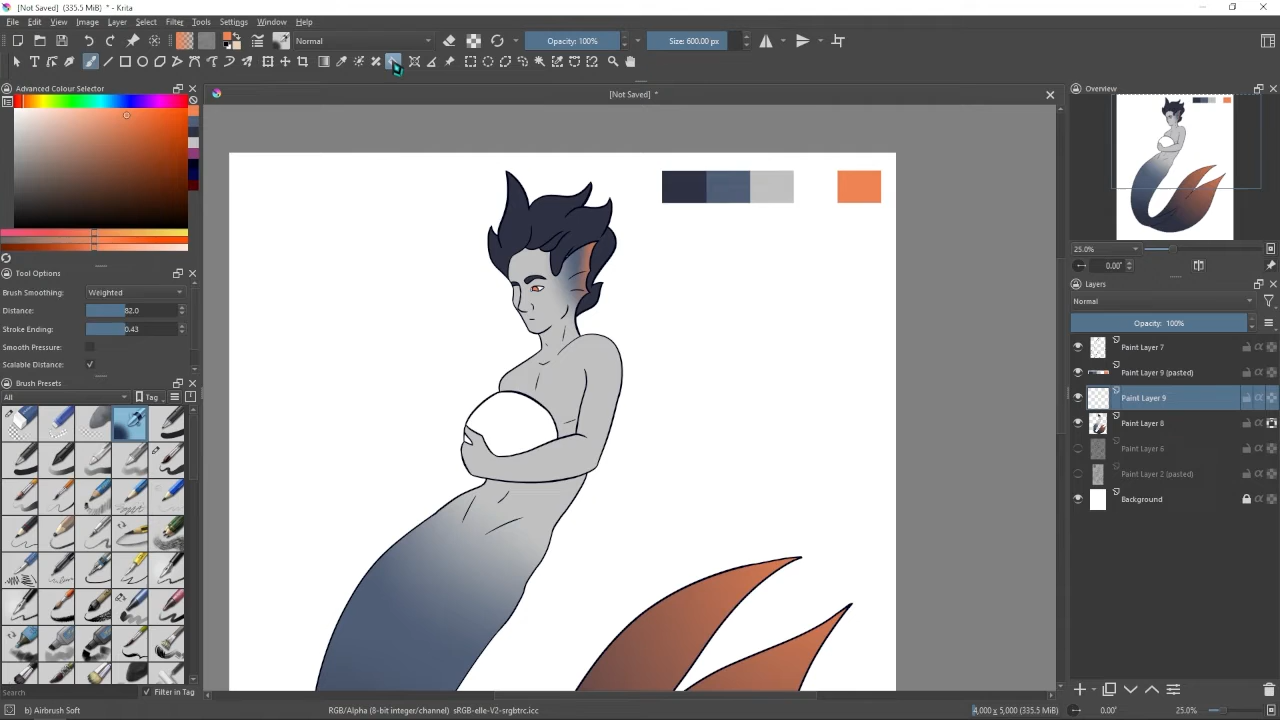 [Not Saved]  (335.5 MiB) * - Krita
File Edit View Image Layer Select Filter Tools Settings Window Help
Normal Opacity: 100% Size: 600.00 px
Advanced Colour Selector
[Not Saved] *
Overview
25.0%
0.00°
Tool Options
Brush Smoothing: Weighted
Distance: 82.0
Stroke Ending: 0.43
Smooth Pressure:
Scalable Distance:
Brush Presets
All Tag
Search Filter in Tag
Layers
Normal
Opacity: 100%
Paint Layer 7
Paint Layer 9 (pasted)
Paint Layer 9
Paint Layer 8
Paint Layer 6
Paint Layer 2 (pasted)
Background
b) Airbrush Soft RGB/Alpha (8-bit integer/channel) sRGB-elle-V2-srgbtrc.icc 4,000 x 5,000 (335.5 MiB) 0.00° 25.0%